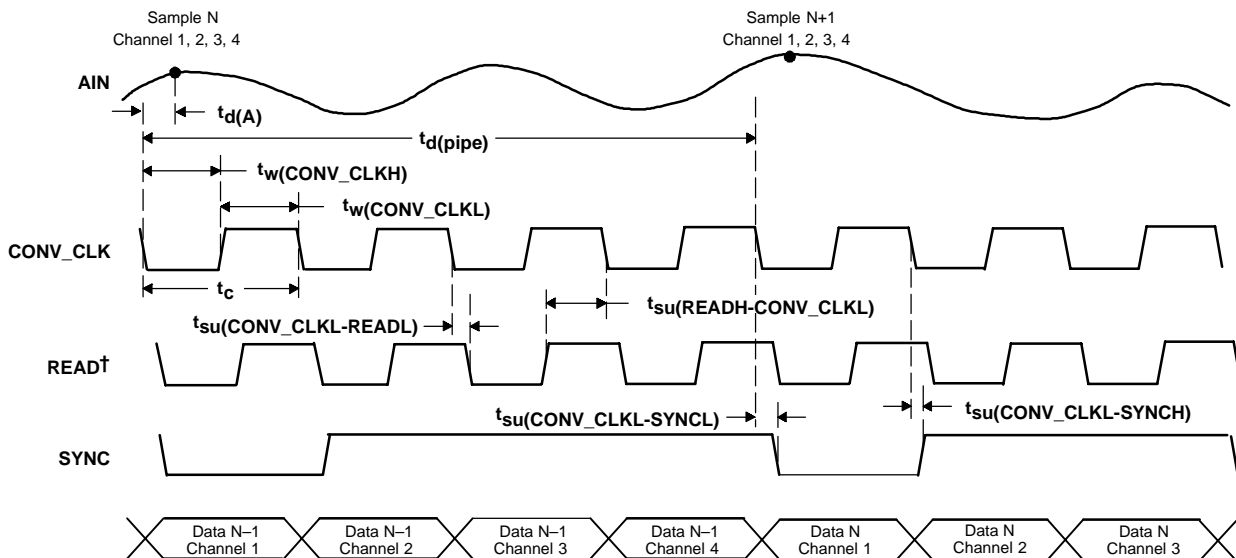 Sample N
Channel 1, 2, 3, 4
Sample N+1
Channel 1, 2, 3, 4
AIN
td(A)
td(pipe)
tw(CONV_CLKH)
tw(CONV_CLKL)
CONV_CLK
tc
tsu(READH-CONV_CLKL)
tsu(CONV_CLKL-READL)
READ†
tsu(CONV_CLKL-SYNCL)
tsu(CONV_CLKL-SYNCH)
SYNC
Data N–1
Channel 1
Data N–1
Channel 2
Data N–1
Channel 3
Data N–1
Channel 4
Data N
Channel 1
Data N
Channel 2
Data N
Channel 3